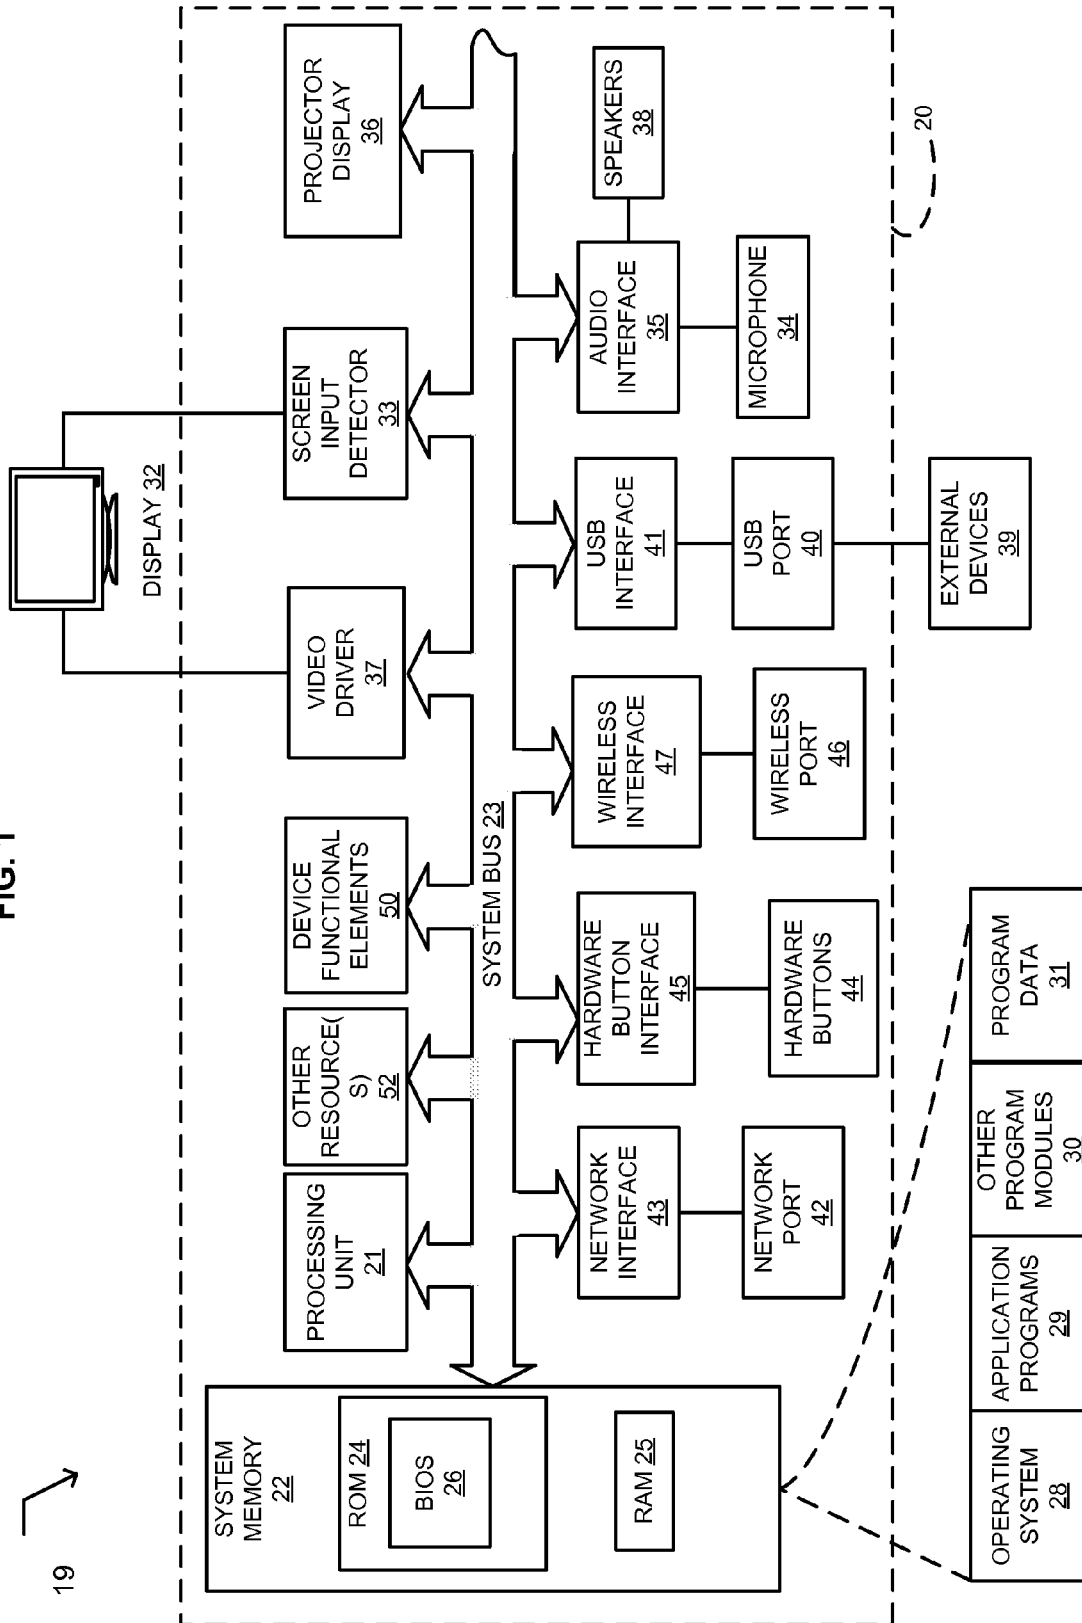 FIG. 1
19
DISPLAY 32
SYSTEM
MEMORY
22
ROM 24
BIOS
26
RAM 25
PROCESSING
UNIT
21
OTHER
RESOURCE(
S)
52
DEVICE
FUNCTIONAL
ELEMENTS
50
VIDEO
DRIVER
37
SCREEN
INPUT
DETECTOR
33
PROJECTOR
DISPLAY
36
SYSTEM BUS 23
NETWORK
INTERFACE
43
HARDWARE
BUTTON
INTERFACE
45
WIRELESS
INTERFACE
47
USB
INTERFACE
41
AUDIO
INTERFACE
35
SPEAKERS
38
NETWORK
PORT
42
HARDWARE
BUTTONS
44
WIRELESS
PORT
46
USB
PORT
40
MICROPHONE
34
20
OPERATING
SYSTEM
28
APPLICATION
PROGRAMS
29
OTHER
PROGRAM
MODULES
30
PROGRAM
DATA
31
EXTERNAL
DEVICES
39